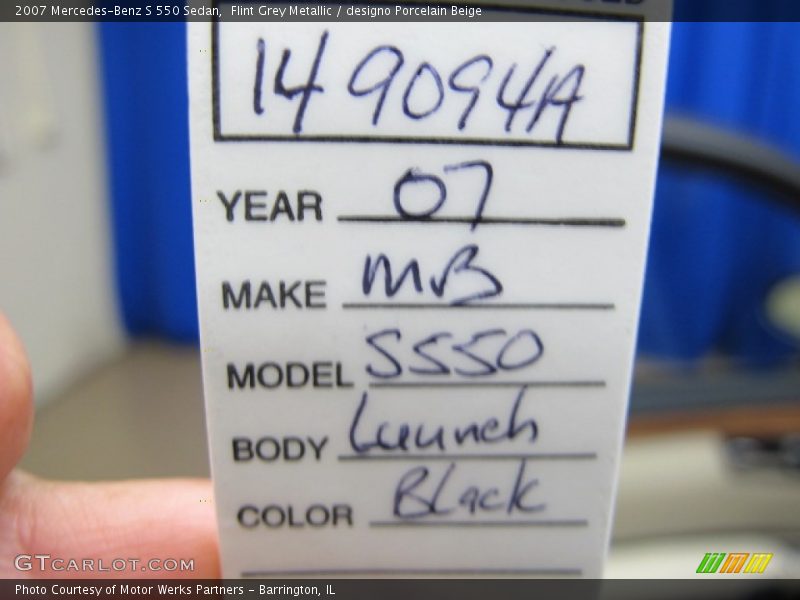 2007 Mercedes-Benz S 550 Sedan, Flint Grey Metallic / designo Porcelain Beige
149094A
YEAR 07
MAKE MB
MODEL S550
BODY Launch
COLOR Black
GTCARLOT.COM
Photo Courtesy of Motor Werks Partners - Barrington, IL